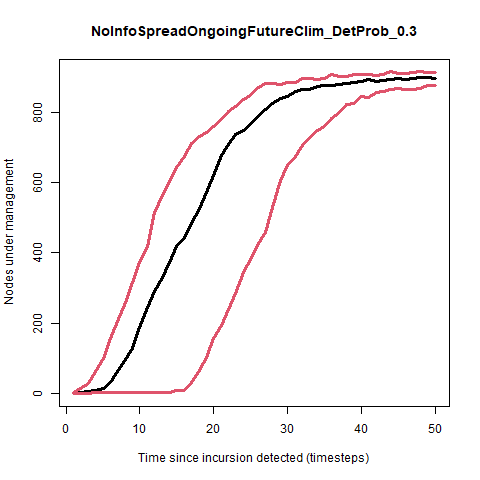 NoInfoSpreadOngoingFutureClim_DetProb_0.3
Nodes under management
800
600
400
200
0
0 10 20 30 40 50
Time since incursion detected (timesteps)